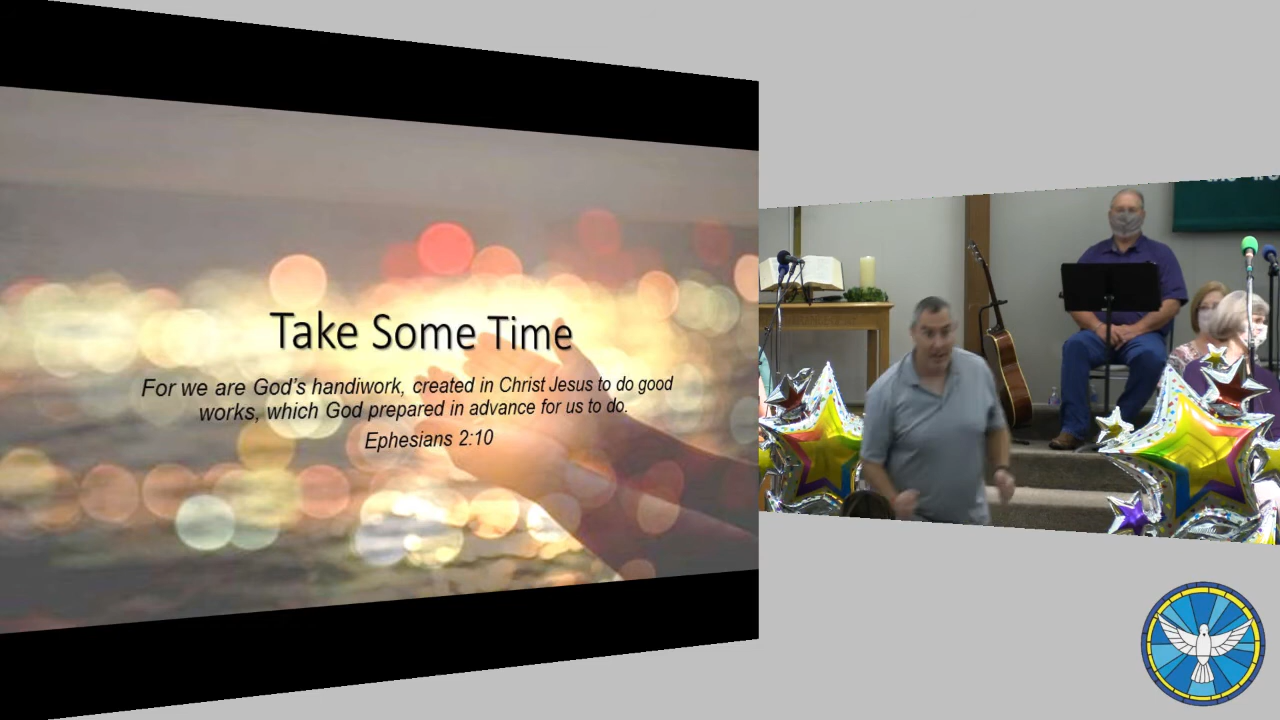 Take Some Time
For we are God's handiwork, created in Christ Jesus to do good
works, which God prepared in advance for us to do.
Ephesians 2:10